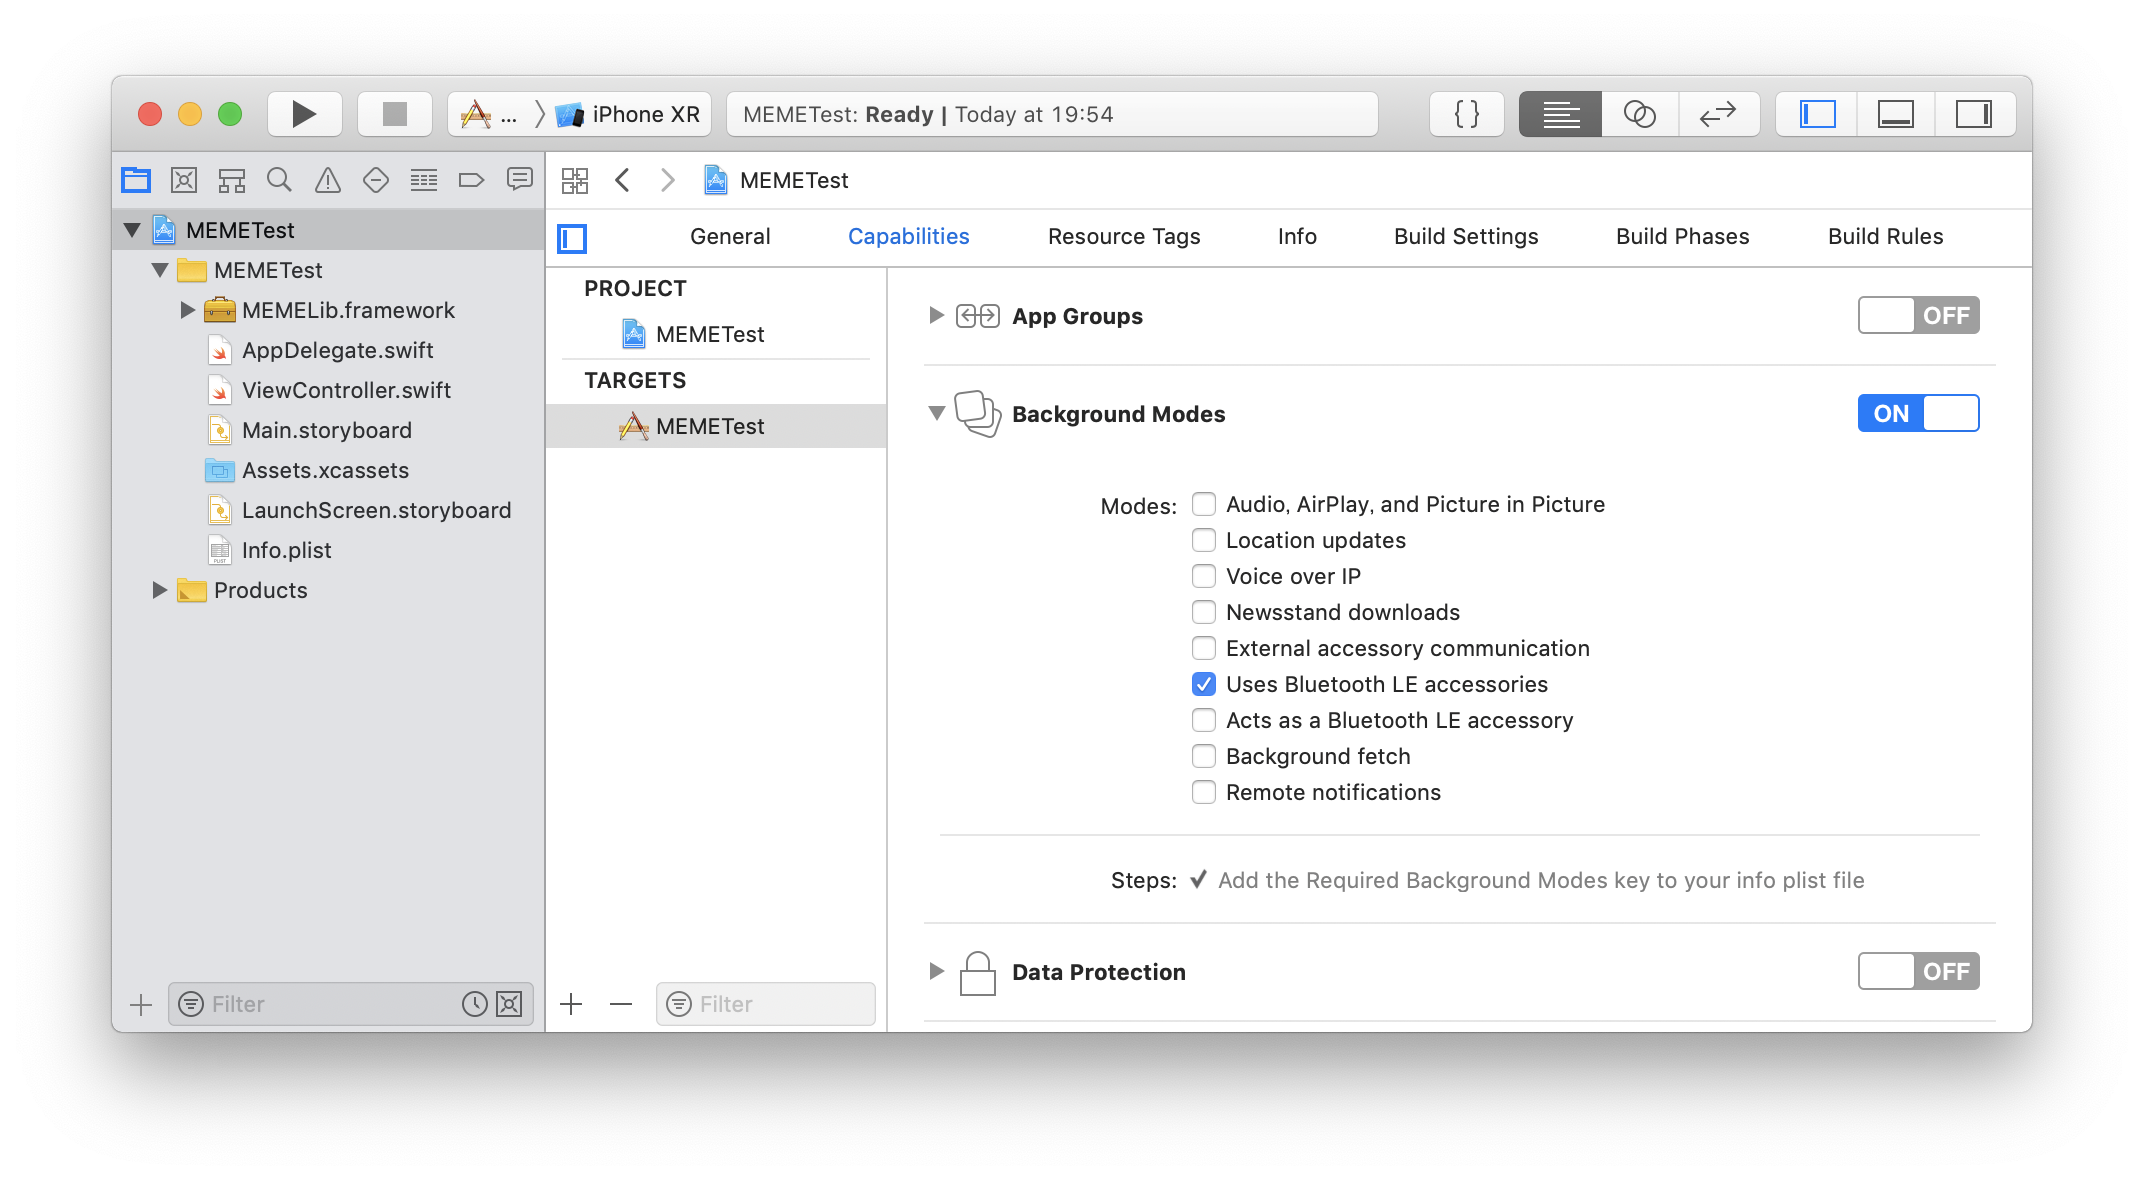 ... iPhone XR MEMETest: Ready | Today at 19:54 { }
MEMETest
MEMETest
MEMELib.framework
AppDelegate.swift
ViewController.swift
Main.storyboard
Assets.xcassets
LaunchScreen.storyboard
Info.plist
Products
Filter
MEMETest
General Capabilities Resource Tags Info Build Settings Build Phases Build Rules
PROJECT
MEMETest
TARGETS
MEMETest
Filter
App Groups OFF
Background Modes ON
Modes: Audio, AirPlay, and Picture in Picture
Location updates
Voice over IP
Newsstand downloads
External accessory communication
Uses Bluetooth LE accessories
Acts as a Bluetooth LE accessory
Background fetch
Remote notifications
Steps: ✓ Add the Required Background Modes key to your info plist file
Data Protection OFF